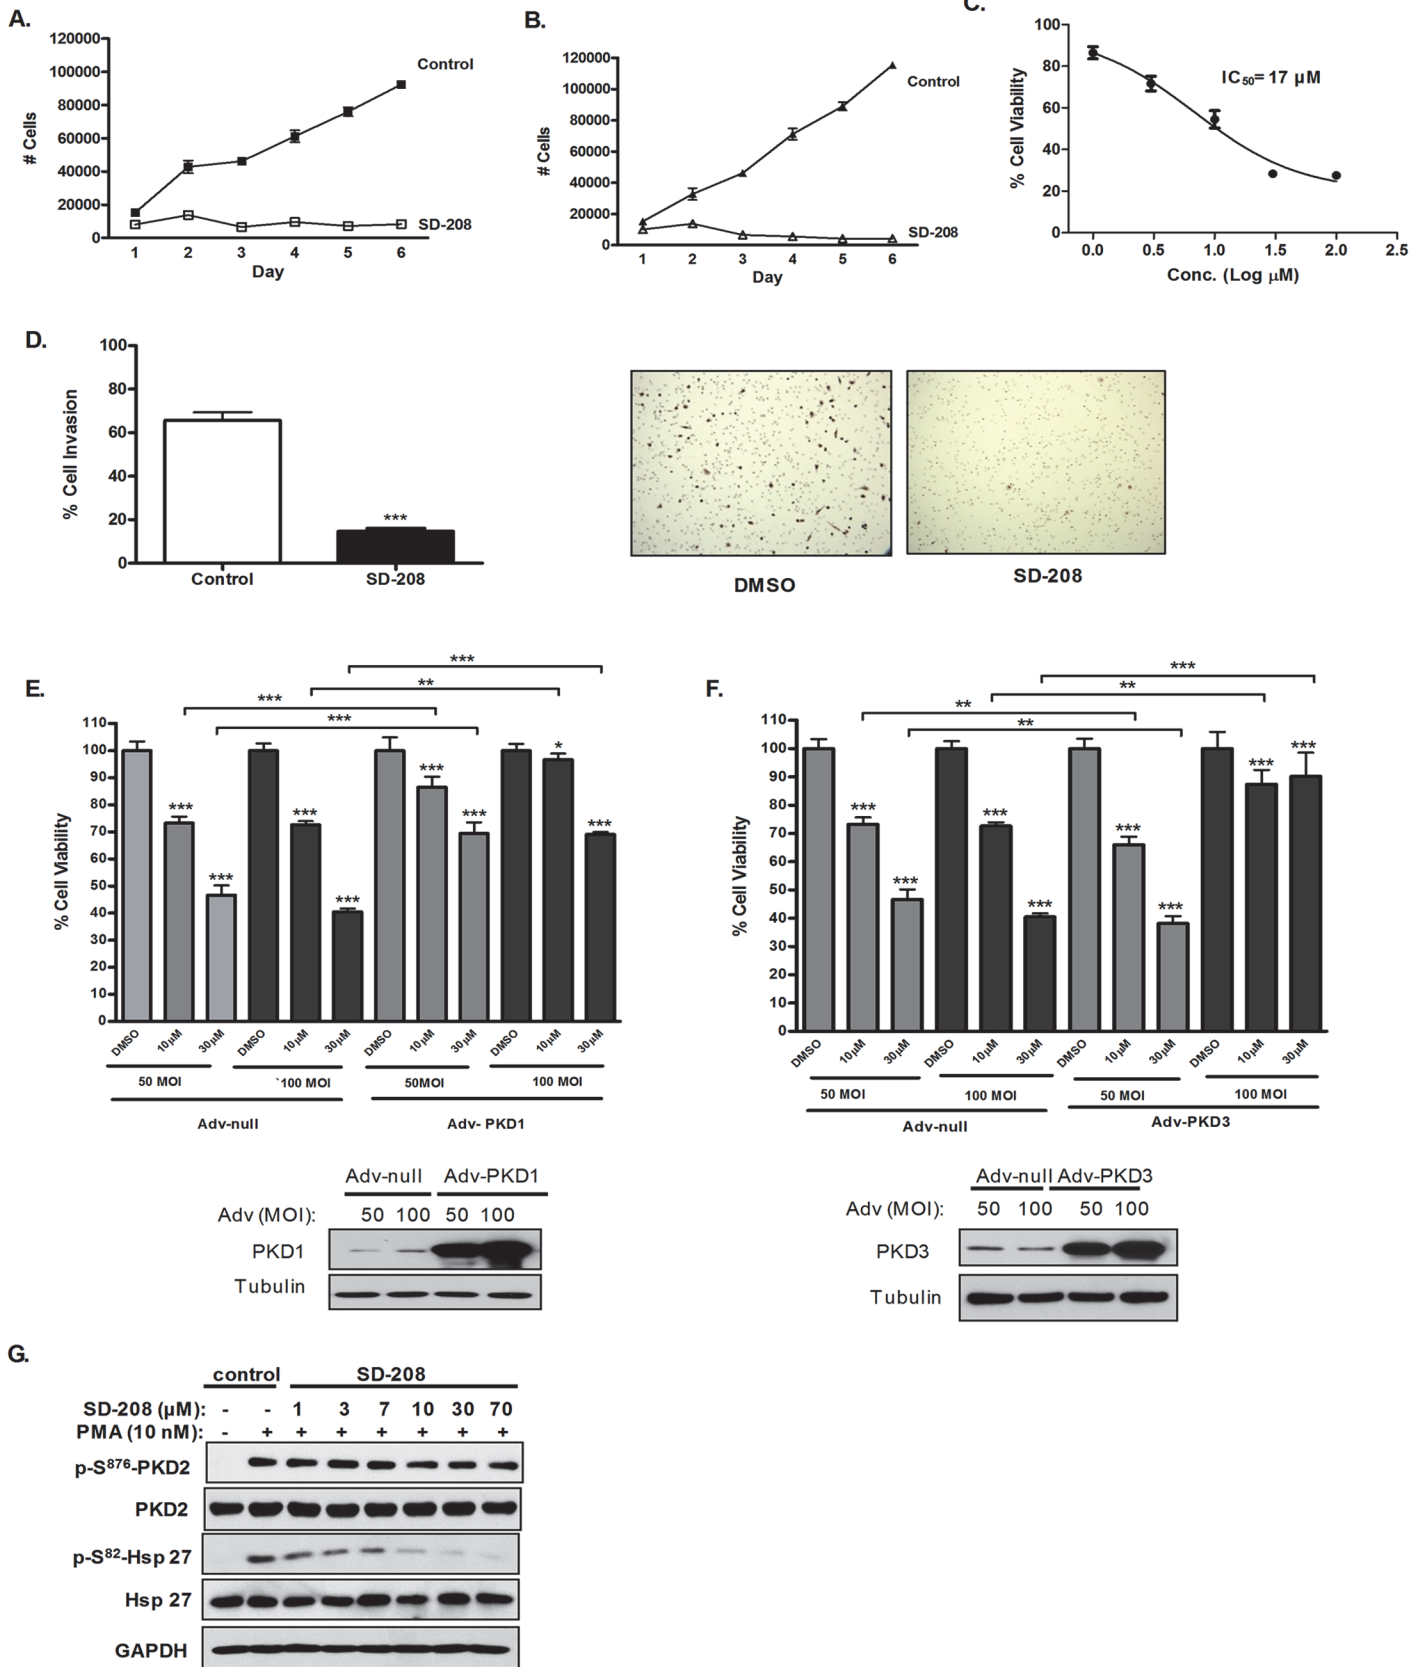 A.
120000
100000
80000
60000
40000
20000
0
# Cells
Control
SD-208
1 2 3 4 5 6
Day
B.
120000
100000
80000
60000
40000
20000
0
# Cells
Control
SD-208
1 2 3 4 5 6
Day
C.
100
80
60
40
20
0
% Cell Viability
IC50= 17 µM
0.0 0.5 1.0 1.5 2.0 2.5
Conc. (Log µM)
D.
100
80
60
40
20
0
% Cell Invasion
***
Control SD-208
DMSO
SD-208
E.
***
**
***
***
110
100
90
80
70
60
50
40
30
20
10
0
% Cell Viability
*** *** *** *** *** *** * ***
DMSO 10µM 30µM DMSO 10µM 30µM DMSO 10µM 30µM DMSO 10µM 30µM
50 MOI `100 MOI 50MOI 100 MOI
Adv-null Adv- PKD1
Adv-null Adv-PKD1
Adv (MOI): 50 100 50 100
PKD1
Tubulin
F.
***
**
**
**
110
100
90
80
70
60
50
40
30
20
10
0
% Cell Viability
*** *** *** *** *** *** *** ***
DMSO 10µM 30µM DMSO 10µM 30µM DMSO 10µM 30µM DMSO 10µM 30µM
50 MOI 100 MOI 50 MOI 100 MOI
Adv-null Adv-PKD3
Adv-null Adv-PKD3
Adv (MOI): 50 100 50 100
PKD3
Tubulin
G.
control SD-208
SD-208 (µM): - - 1 3 7 10 30 70
PMA (10 nM): - + + + + + + +
p-S876-PKD2
PKD2
p-S82-Hsp 27
Hsp 27
GAPDH